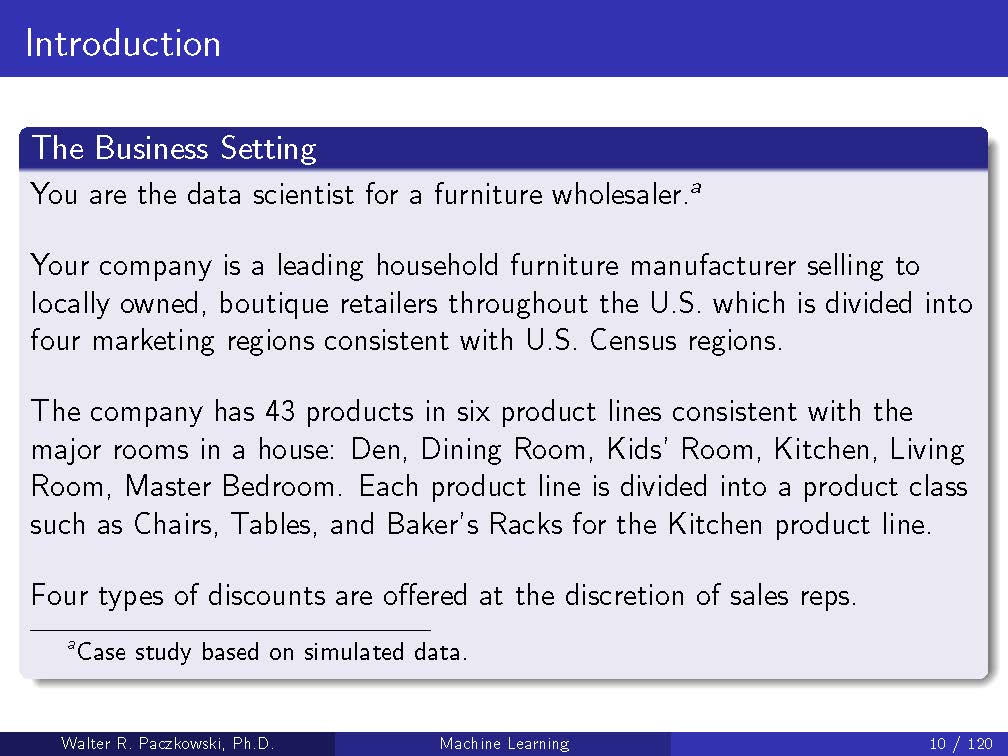 Introduction
The Business Setting
You are the data scientist for a furniture wholesaler.a
Your company is a leading household furniture manufacturer selling to
locally owned, boutique retailers throughout the U.S. which is divided into
four marketing regions consistent with U.S. Census regions.
The company has 43 products in six product lines consistent with the
major rooms in a house: Den, Dining Room, Kids' Room, Kitchen, Living
Room, Master Bedroom. Each product line is divided into a product class
such as Chairs, Tables, and Baker's Racks for the Kitchen product line.
Four types of discounts are offered at the discretion of sales reps.
aCase study based on simulated data.
Walter R. Paczkowski, Ph.D. Machine Learning 10 / 120